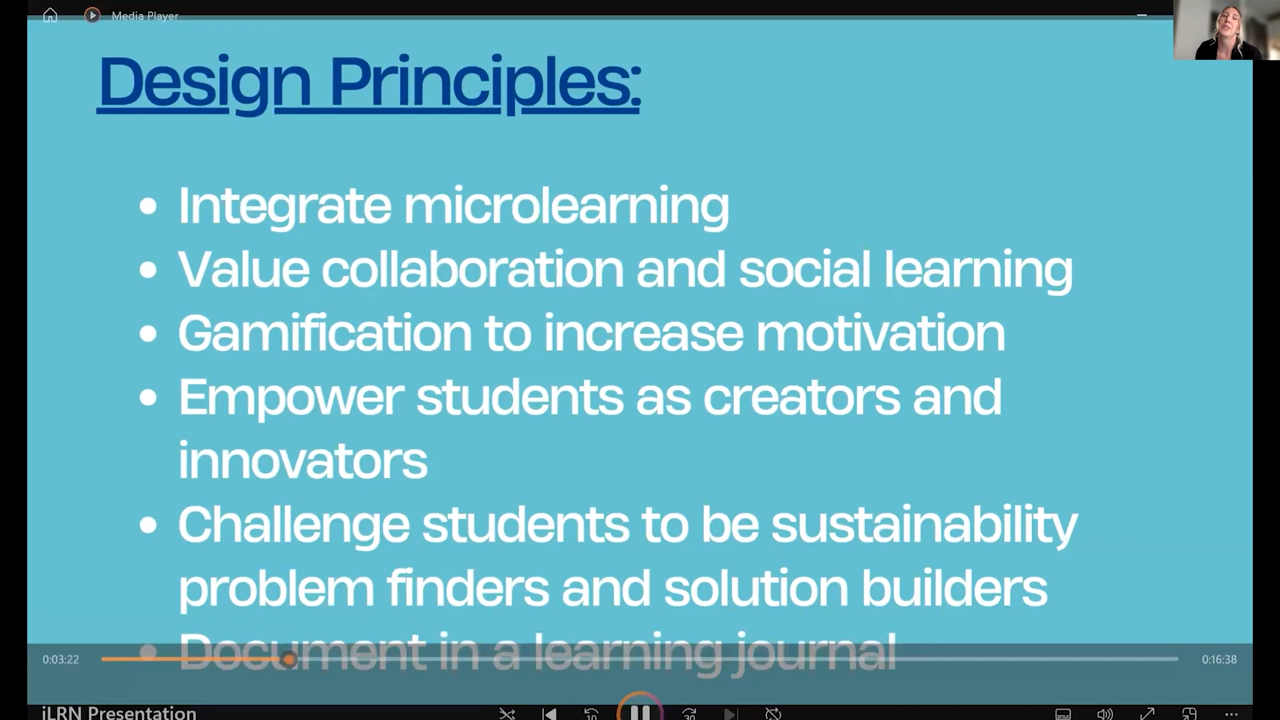 Media Player
Design Principles:
• Integrate microlearning
• Value collaboration and social learning
• Gamification to increase motivation
• Empower students as creators and
innovators
• Challenge students to be sustainability
problem finders and solution builders
• Document in a learning journal
0:03:22
0:16:38
iLRN Presentation
10
30